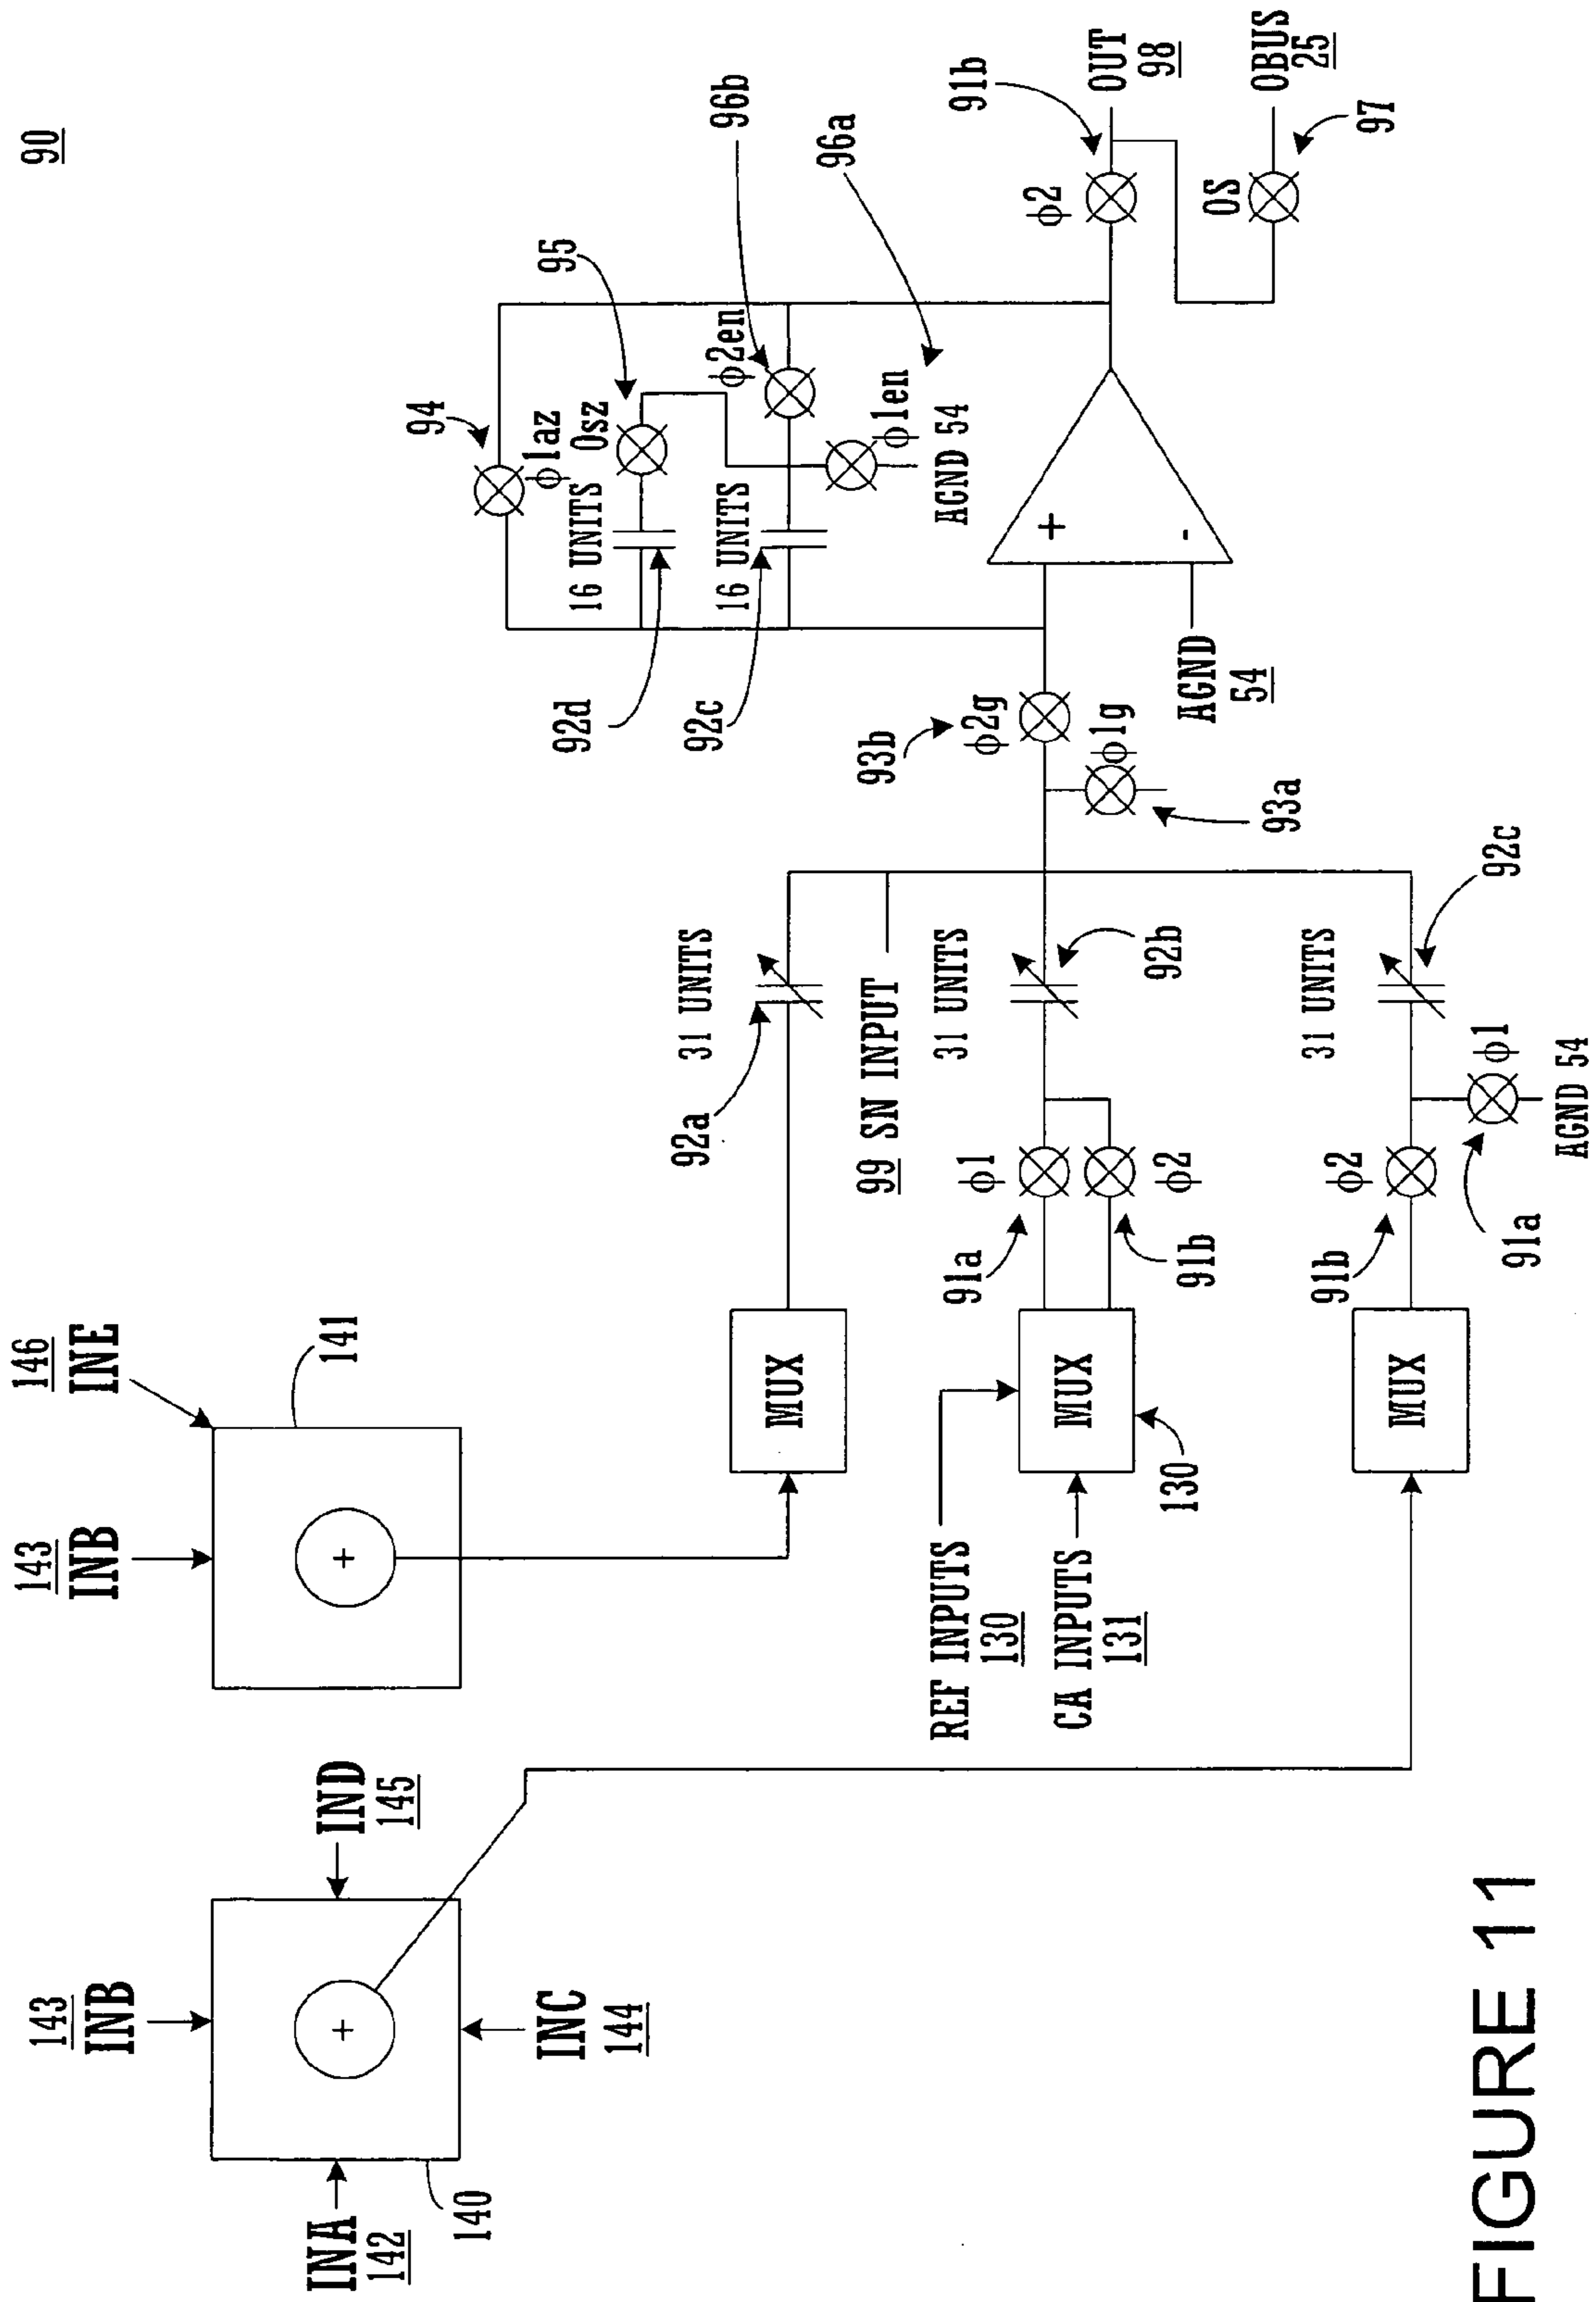 90
143
INB
146
INE
141
143
INB
IND
145
INA
142
140
INC
144
94
ϕ1az
95
16 UNITS
Osz
92d
16 UNITS
ϕ2en
96b
92c
ϕ1en
AGND 54
96a
MUX
92a
31 UNITS
99 SN INPUT
REF INPUTS
130
CA INPUTS
131
MUX
130
91a
ϕ1
91b
ϕ2
31 UNITS
92b
93b
ϕ2g
ϕ1g
93a
+
-
AGND
54
ϕ2
91b
OUT
98
OS
OBUS
25
97
MUX
91b
ϕ2
31 UNITS
92c
91a
ϕ1
AGND 54
+
+
FIGURE 11